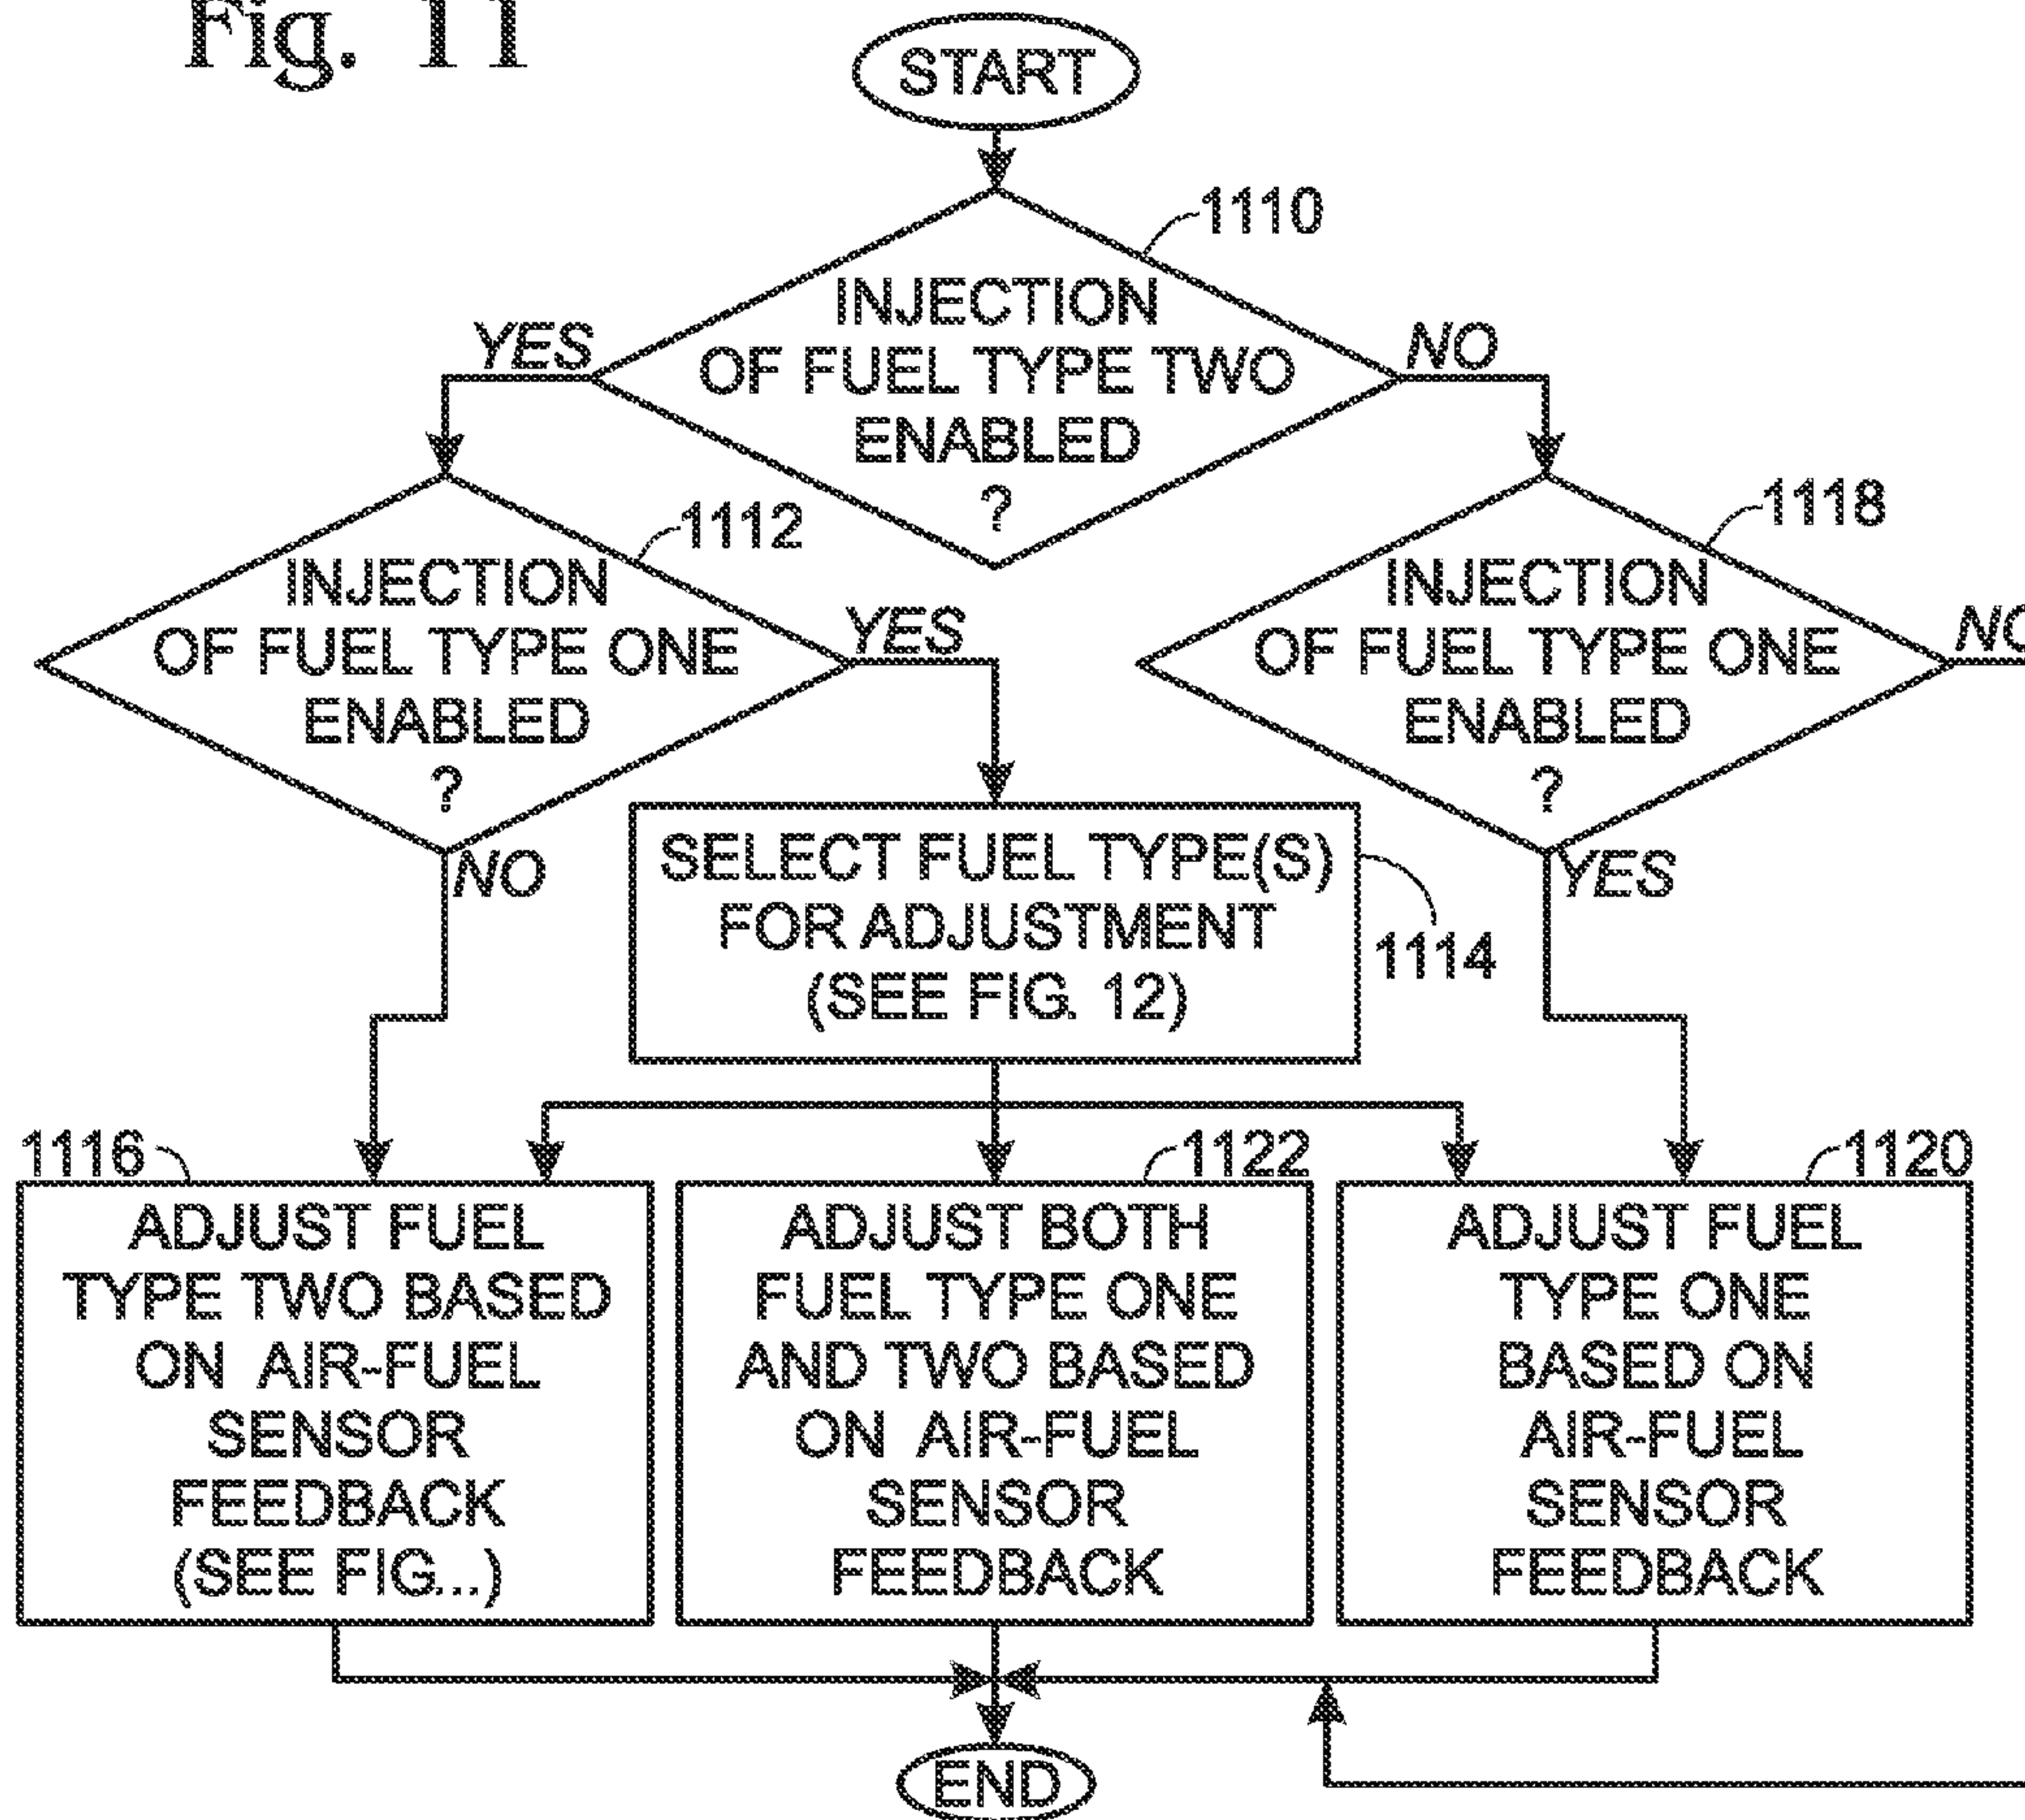 Fig. 11
START
1110
INJECTION
OF FUEL TYPE TWO
ENABLED
?
YES
NO
1112
INJECTION
OF FUEL TYPE ONE
ENABLED
?
YES
NO
1118
INJECTION
OF FUEL TYPE ONE
ENABLED
?
NO
YES
SELECT FUEL TYPE(S)
FOR ADJUSTMENT
(SEE FIG. 12)
1114
1116
ADJUST FUEL
TYPE TWO BASED
ON AIR-FUEL
SENSOR
FEEDBACK
(SEE FIG...)
1122
ADJUST BOTH
FUEL TYPE ONE
AND TWO BASED
ON AIR-FUEL
SENSOR
FEEDBACK
1120
ADJUST FUEL
TYPE ONE
BASED ON
AIR-FUEL
SENSOR
FEEDBACK
END